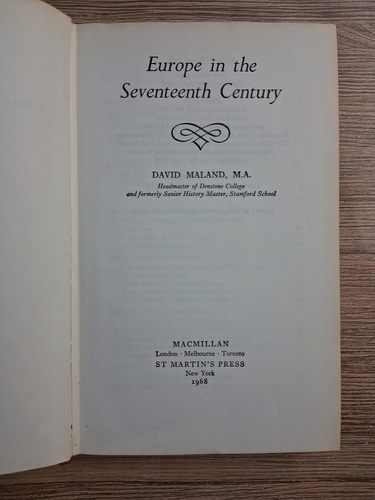 Europe in the
Seventeenth Century
DAVID MALAND, M.A.
Headmaster of Denstone College
and formerly Senior History Master, Stamford School
MACMILLAN
London · Melbourne · Toronto
ST MARTIN'S PRESS
New York
1968